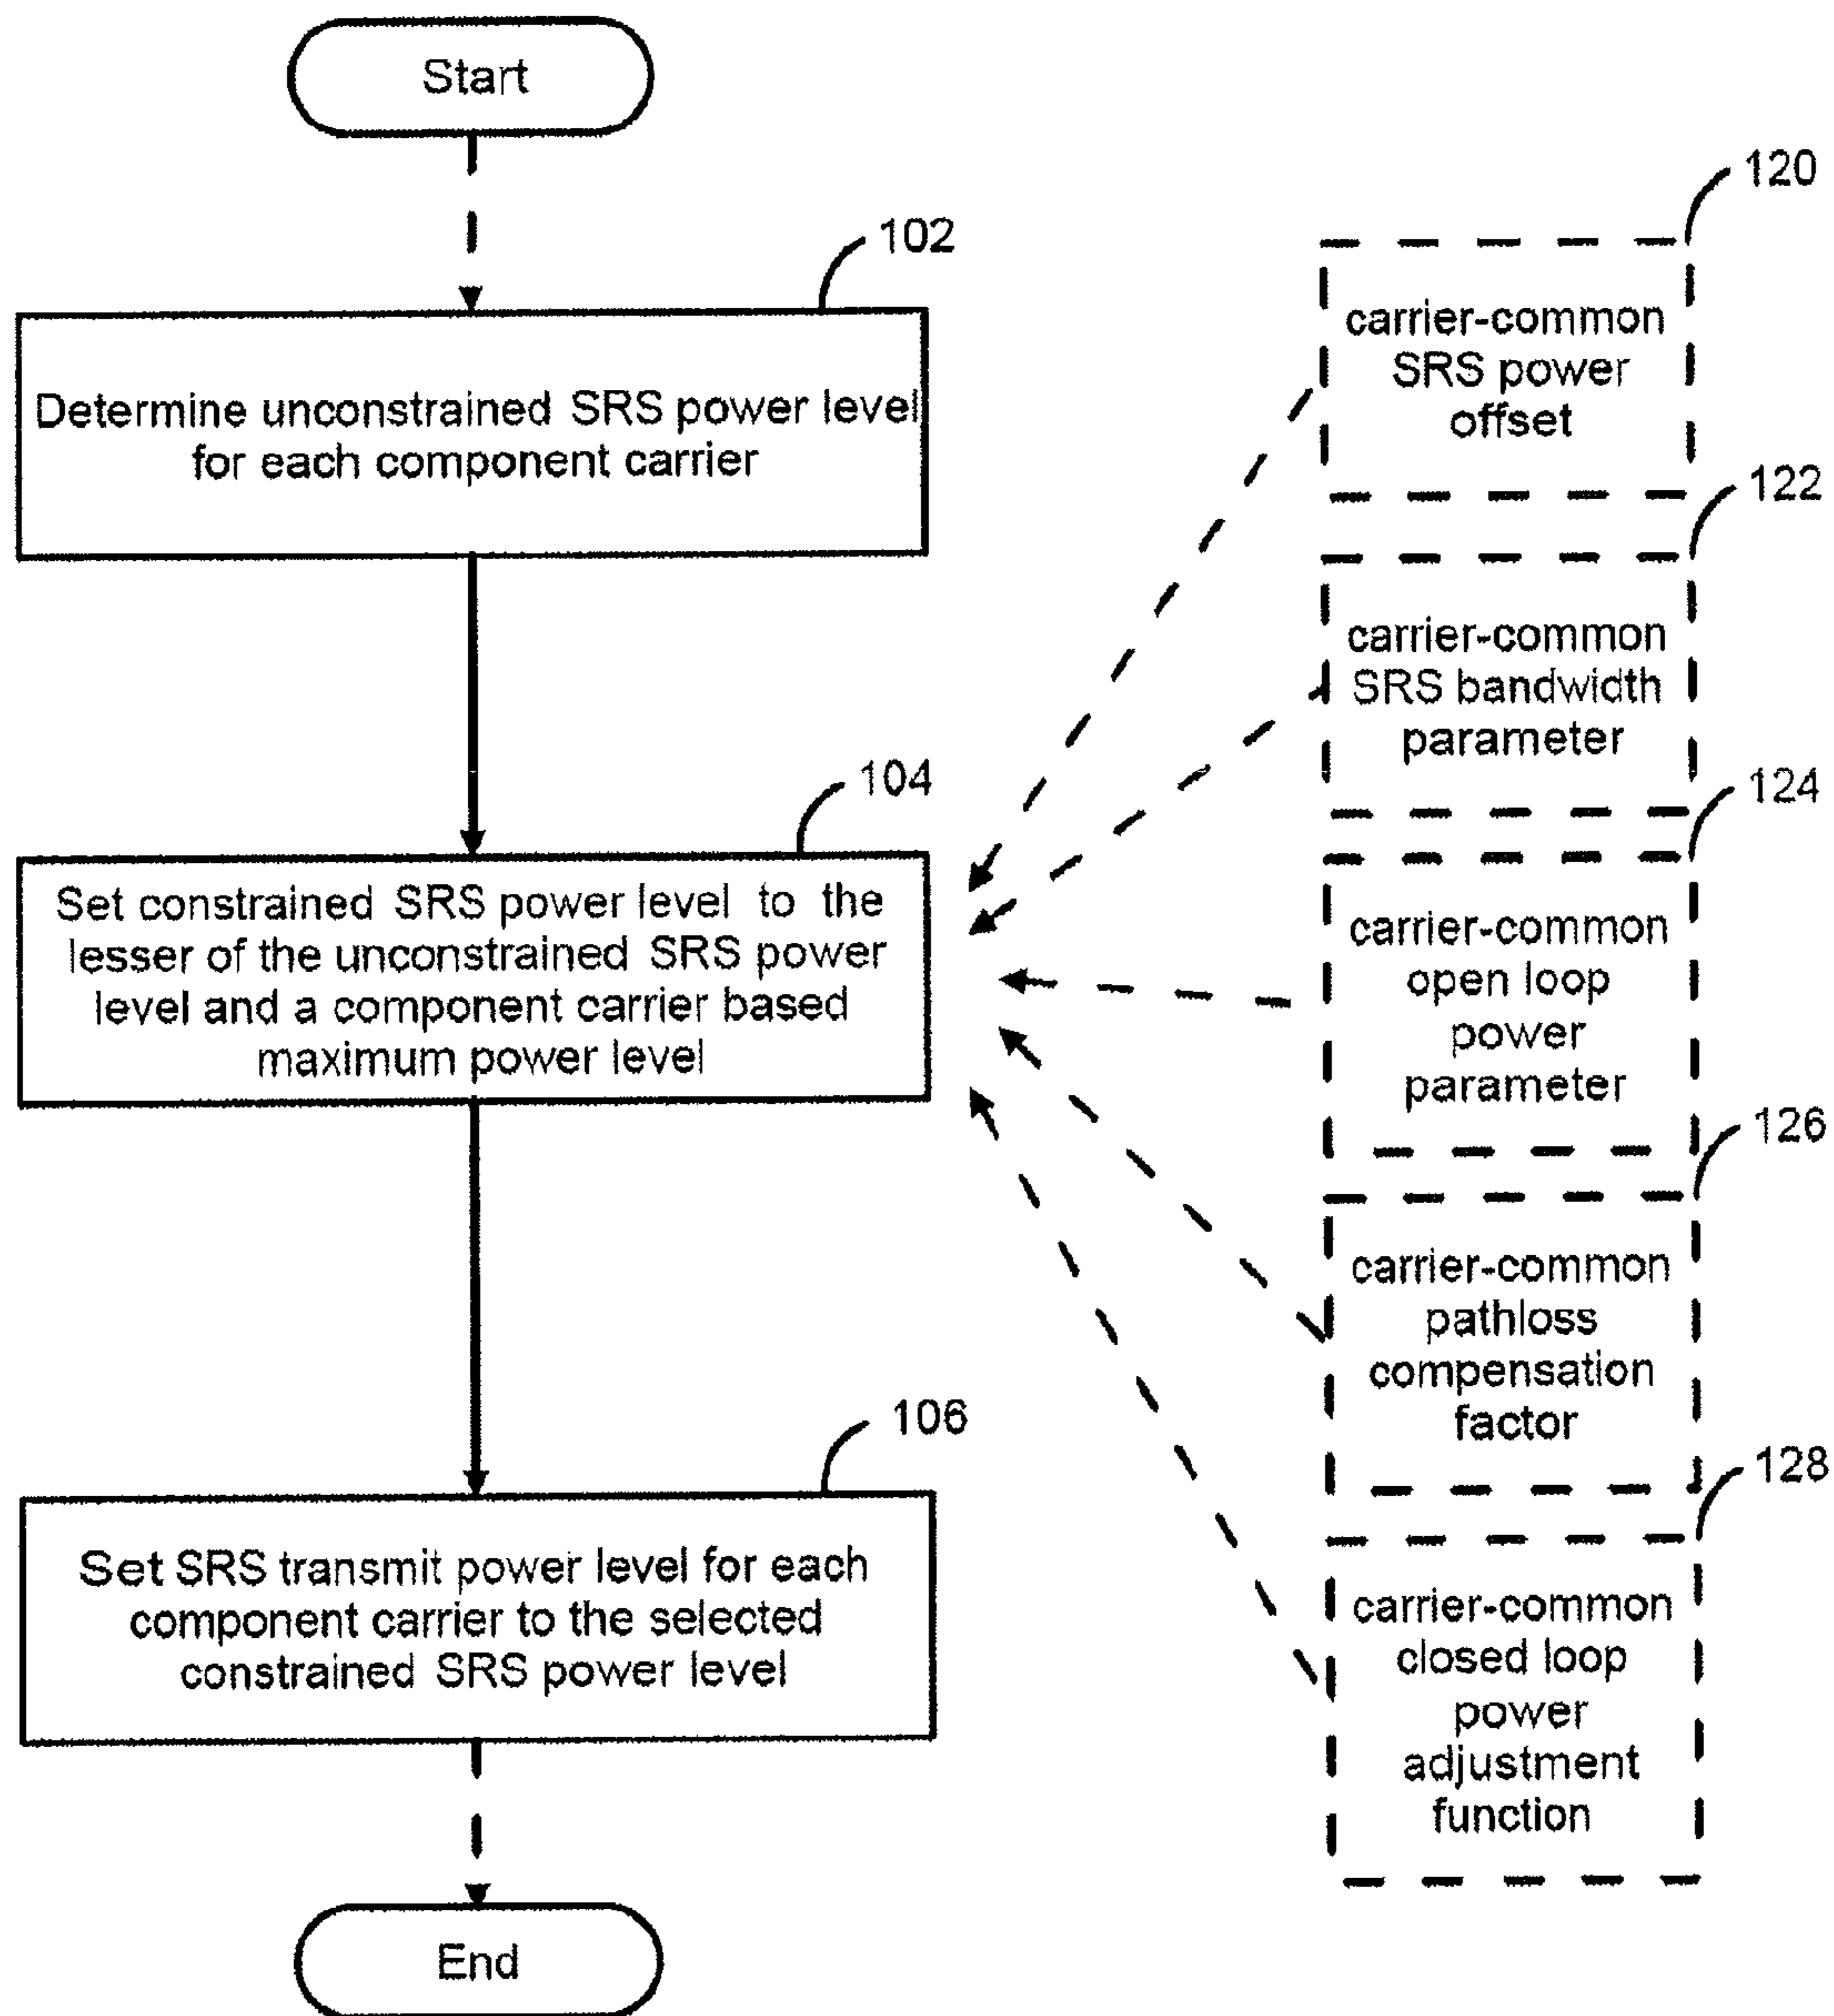 Start
102
Determine unconstrained SRS power level
for each component carrier
104
Set constrained SRS power level to the
lesser of the unconstrained SRS power
level and a component carrier based
maximum power level
106
Set SRS transmit power level for each
component carrier to the selected
constrained SRS power level
End
120
carrier-common
SRS power
offset
122
carrier-common
SRS bandwidth
parameter
124
carrier-common
open loop
power
parameter
126
carrier-common
pathloss
compensation
factor
128
carrier-common
closed loop
power
adjustment
function